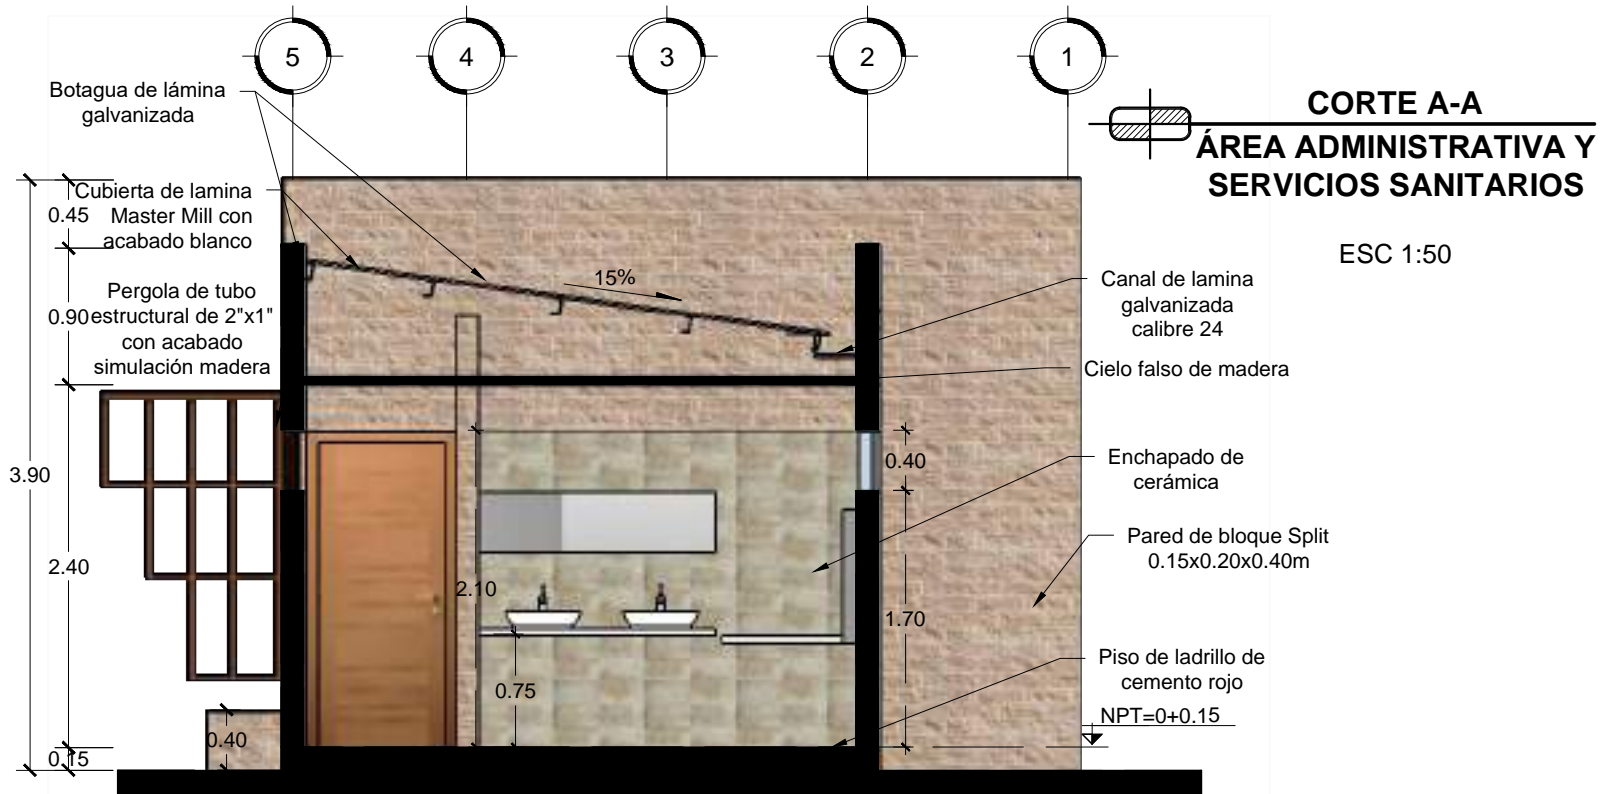 5
4
3
2
1
CORTE A-A
ÁREA ADMINISTRATIVA Y
SERVICIOS SANITARIOS
ESC 1:50
Botagua de lámina
galvanizada
Cubierta de lamina
Master Mill con
acabado blanco
Pergola de tubo
estructural de 2"x1"
con acabado
simulación madera
0.45
0.90
3.90
2.40
0.15
0.40
15%
2.10
0.75
0.40
1.70
Canal de lamina
galvanizada
calibre 24
Cielo falso de madera
Enchapado de
cerámica
Pared de bloque Split
0.15x0.20x0.40m
Piso de ladrillo de
cemento rojo
NPT=0+0.15